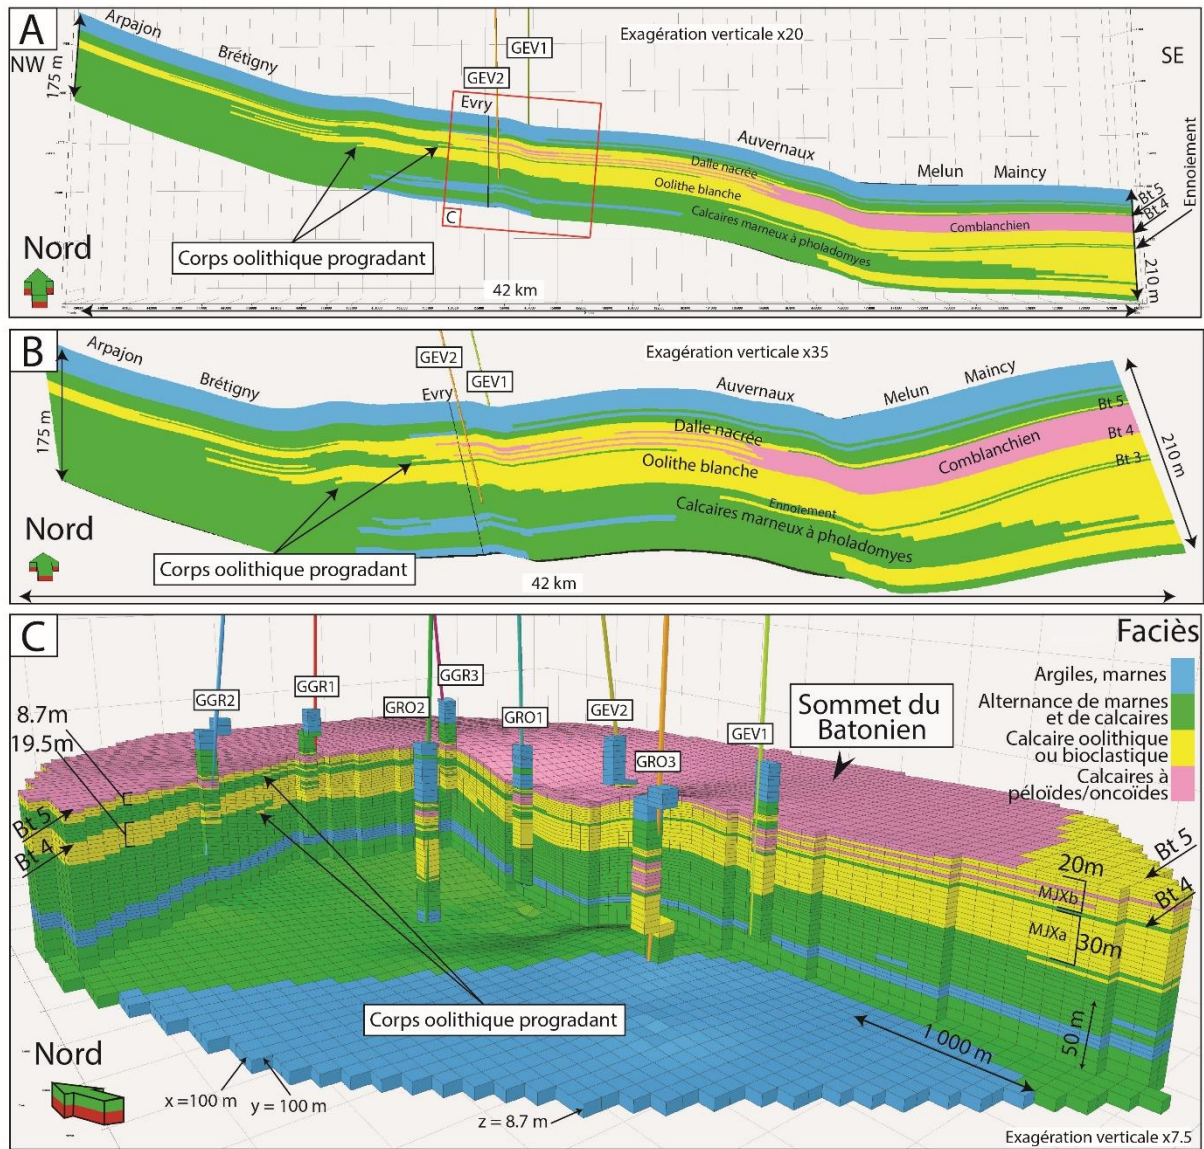 A
NW
Arpajon
Brétigny
175 m
Exagération verticale x20
GEV1
GEV2
Evry
SE
Auvernaux
Melun
Maincy
Dalle nacrée
Oolithe blanche
Calcaires marneux à pholadomyes
Comblanchien
Bt 5
Bt 4
Ennoiement
210 m
C
Corps oolithique progradant
Nord
42 km
B
Arpajon
Brétigny
175 m
Exagération verticale x35
GEV2
GEV1
Evry
Auvernaux
Melun
Maincy
Dalle nacrée
Oolithe blanche
Ennoiement
Calcaires marneux à pholadomyes
Comblanchien
Bt 5
Bt 4
Bt 3
210 m
Corps oolithique progradant
Nord
42 km
C
Faciès
Argiles, marnes
Alternance de marnes
et de calcaires
Calcaire oolithique
ou bioclastique
Calcaires à
péloïdes/oncoïdes
GGR2
GGR1
GGR3
GRO2
GRO1
GEV2
GRO3
GEV1
Sommet du
Batonien
8.7m
19.5m
Bt 5
Bt 4
Bt 5
Bt 4
20m
MJXb
MJXa
30m
50 m
1 000 m
Corps oolithique progradant
Nord
x =100 m
y = 100 m
z = 8.7 m
Exagération verticale x7.5